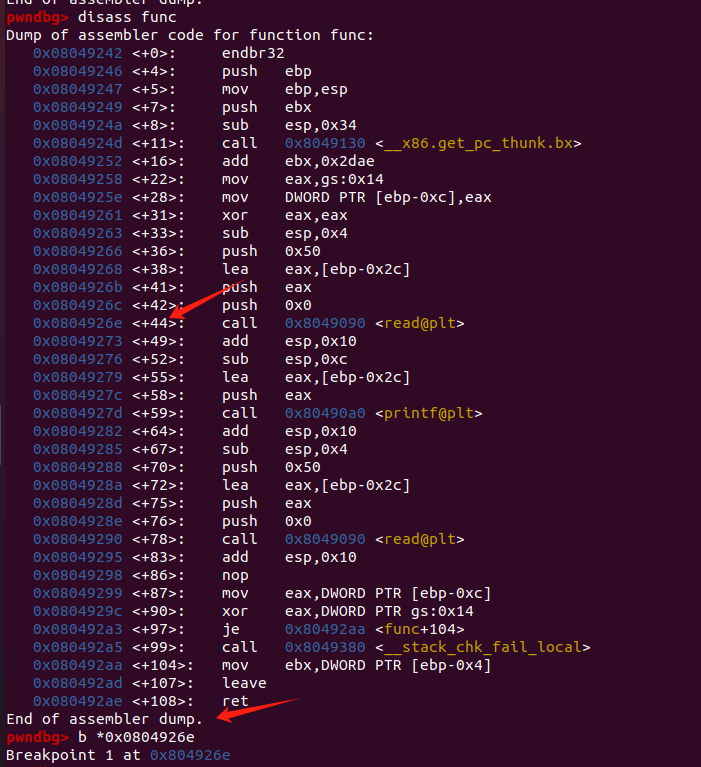 End of assembler dump.
pwndbg> disass func
Dump of assembler code for function func:
0x08049242 <+0>: endbr32
0x08049246 <+4>: push ebp
0x08049247 <+5>: mov ebp,esp
0x08049249 <+7>: push ebx
0x0804924a <+8>: sub esp,0x34
0x0804924d <+11>: call 0x8049130 <__x86.get_pc_thunk.bx>
0x08049252 <+16>: add ebx,0x2dae
0x08049258 <+22>: mov eax,gs:0x14
0x0804925e <+28>: mov DWORD PTR [ebp-0xc],eax
0x08049261 <+31>: xor eax,eax
0x08049263 <+33>: sub esp,0x4
0x08049266 <+36>: push 0x50
0x08049268 <+38>: lea eax,[ebp-0x2c]
0x0804926b <+41>: push eax
0x0804926c <+42>: push 0x0
0x0804926e <+44>: call 0x8049090 <read@plt>
0x08049273 <+49>: add esp,0x10
0x08049276 <+52>: sub esp,0xc
0x08049279 <+55>: lea eax,[ebp-0x2c]
0x0804927c <+58>: push eax
0x0804927d <+59>: call 0x80490a0 <printf@plt>
0x08049282 <+64>: add esp,0x10
0x08049285 <+67>: sub esp,0x4
0x08049288 <+70>: push 0x50
0x0804928a <+72>: lea eax,[ebp-0x2c]
0x0804928d <+75>: push eax
0x0804928e <+76>: push 0x0
0x08049290 <+78>: call 0x8049090 <read@plt>
0x08049295 <+83>: add esp,0x10
0x08049298 <+86>: nop
0x08049299 <+87>: mov eax,DWORD PTR [ebp-0xc]
0x0804929c <+90>: xor eax,DWORD PTR gs:0x14
0x080492a3 <+97>: je 0x80492aa <func+104>
0x080492a5 <+99>: call 0x8049380 <__stack_chk_fail_local>
0x080492aa <+104>: mov ebx,DWORD PTR [ebp-0x4]
0x080492ad <+107>: leave
0x080492ae <+108>: ret
End of assembler dump.
pwndbg> b *0x0804926e
Breakpoint 1 at 0x804926e